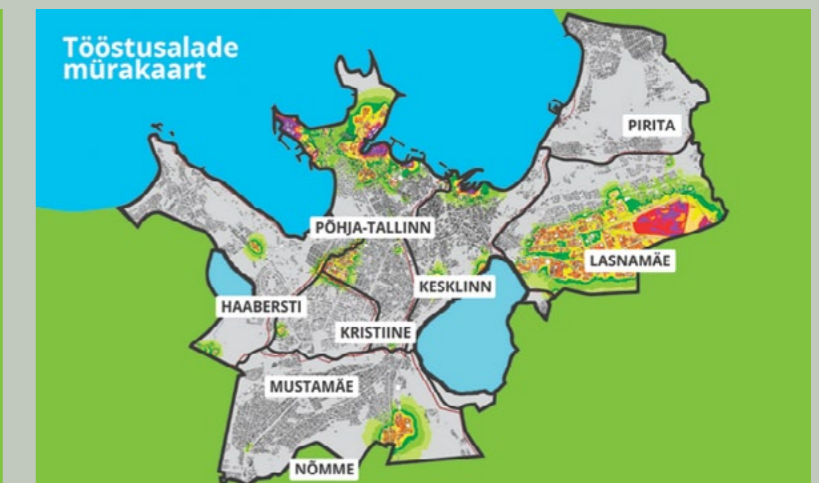 Tööstusalade
mürakaart
PIRITA
PÕHJA-TALLINN
LASNAMÄE
KESKLINN
HAABERSTI
KRISTIINE
MUSTAMÄE
NÕMME